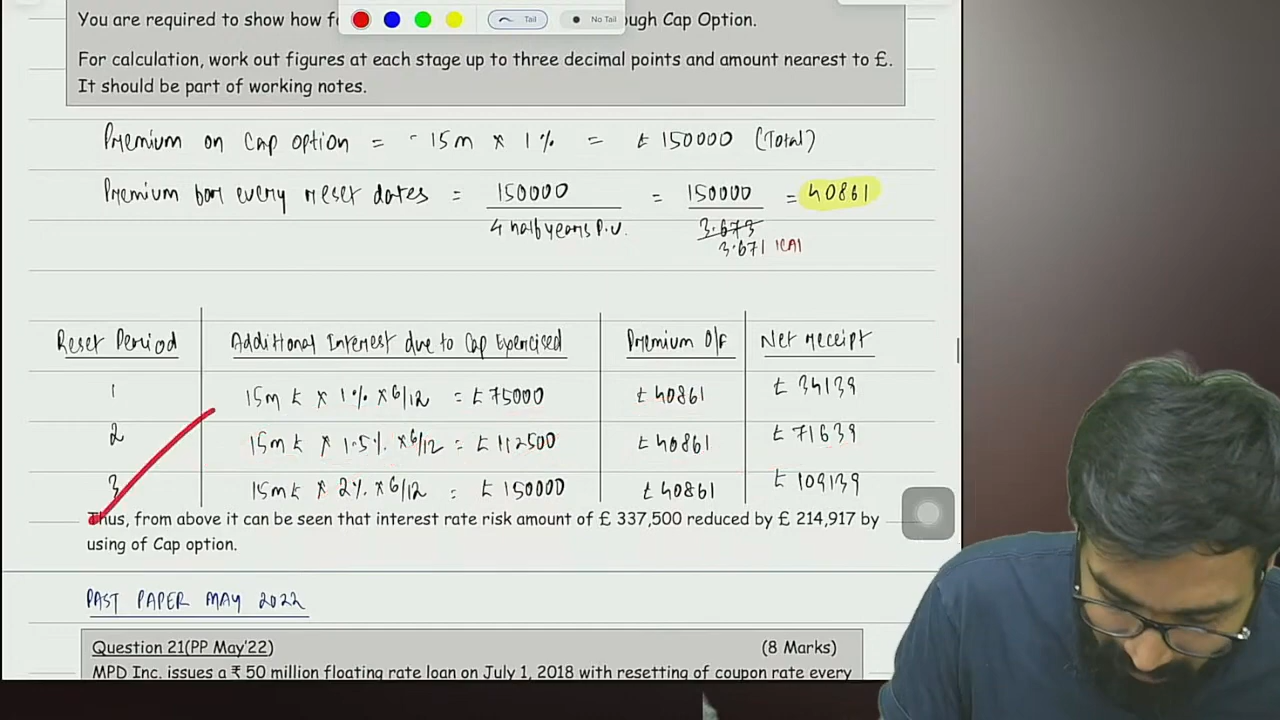 You are required to show how f ugh Cap Option.
Tail
No Tail
For calculation, work out figures at each stage up to three decimal points and amount nearest to £.
It should be part of working notes.
Premium on Cap option = 15m × 1% = £ 150000 (Total)
Premium for every reset dates = 150000 / 4 half years P.V. = 150000 / 3.673 3.671 ICAI = 40861
Reset Period | Additional Interest due to Cap Exercised | Premium O/F | Net receipt
1 | 15m £ × 1% × 6/12 = £ 75000 | £ 40861 | £ 34139
2 | 15m £ × 1.5% × 6/12 = £ 112500 | £ 40861 | £ 71639
3 | 15m £ × 2% × 6/12 = £ 150000 | £ 40861 | £ 109139
Thus, from above it can be seen that interest rate risk amount of £ 337,500 reduced by £ 214,917 by
using of Cap option.
PAST PAPER MAY 2022
Question 21(PP May'22) (8 Marks)
MPD Inc. issues a ₹ 50 million floating rate loan on July 1, 2018 with resetting of coupon rate every